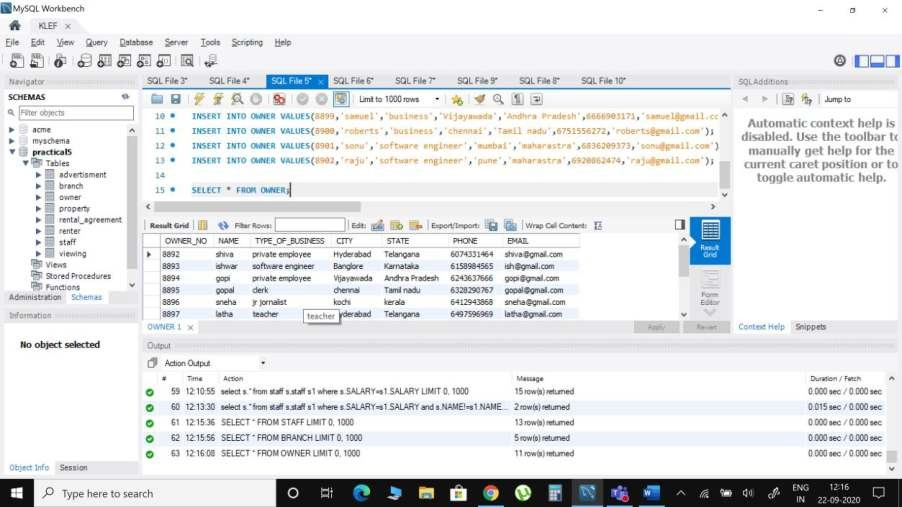 MySQL Workbench
KLEF ×
File Edit View Query Database Server Tools Scripting Help
Navigator
SCHEMAS
Filter objects
acme
myschema
practical5
Tables
advertisment
branch
owner
property
rental_agreement
renter
staff
viewing
Views
Stored Procedures
Functions
Administration Schemas
Information
No object selected
Object Info Session
SQL File 3* SQL File 4* SQL File 5* × SQL File 6* SQL File 7* SQL File 9* SQL File 8* SQL File 10*
Limit to 1000 rows
10 INSERT INTO OWNER VALUES(8899,'samuel','business','Vijayawada','Andhra Pradesh',6666903171,'samuel@gmail.cc
11 INSERT INTO OWNER VALUES(8900,'roberts','business','chennai','Tamil nadu',6751556272,'roberts@gmail.com');
12 INSERT INTO OWNER VALUES(8901,'sonu','software engineer','mumbai','maharastra',6836209373,'sonu@gmail.com')
13 INSERT INTO OWNER VALUES(8902,'raju','software engineer','pune','maharastra',6920862474,'raju@gmail.com');
14
15 SELECT * FROM OWNER;
Result Grid Filter Rows: Edit: Export/Import: Wrap Cell Content:
OWNER_NO NAME TYPE_OF_BUSINESS CITY STATE PHONE EMAIL
8892 shiva private employee Hyderabad Telangana 6074331464 shiva@gmail.com
8893 ishwar software engineer Banglore Karnataka 6158984565 ish@gmail.com
8894 gopi private employee Vijayawada Andhra Pradesh 6243637666 gopi@gmail.com
8895 gopal clerk chennai Tamil nadu 6328290767 gopal@gmail.com
8896 sneha jr jornalist kochi kerala 6412943868 sneha@gmail.com
8897 latha teacher yderabad Telangana 6497596969 latha@gmail.com
teacher
Result Grid
Form Editor
OWNER 1 × Apply Revert
Output
Action Output
# Time Action Message Duration / Fetch
59 12:10:55 select s.* from staff s,staff s1 where s.SALARY=s1.SALARY LIMIT 0, 1000 15 row(s) returned 0.000 sec / 0.000 sec
60 12:13:30 select s.* from staff s,staff s1 where s.SALARY=s1.SALARY and s.NAME!=s1.NAME... 2 row(s) returned 0.015 sec / 0.000 sec
61 12:15:36 SELECT * FROM STAFF LIMIT 0, 1000 13 row(s) returned 0.000 sec / 0.000 sec
62 12:15:56 SELECT * FROM BRANCH LIMIT 0, 1000 5 row(s) returned 0.000 sec / 0.000 sec
63 12:16:08 SELECT * FROM OWNER LIMIT 0, 1000 11 row(s) returned 0.000 sec / 0.000 sec
SQLAdditions
Jump to
Automatic context help is
disabled. Use the toolbar to
manually get help for the
current caret position or to
toggle automatic help.
Context Help Snippets
Type here to search
ENG
IN
12:16
22-09-2020